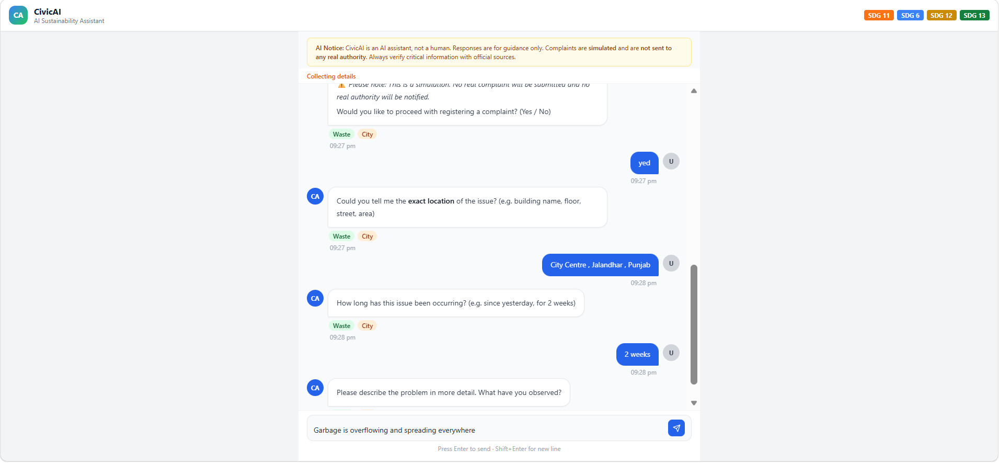 CA
CivicAI
AI Sustainability Assistant
SDG 11
SDG 6
SDG 12
SDG 13
AI Notice: CivicAI is an AI assistant, not a human. Responses are for guidance only. Complaints are simulated and are not sent to
any real authority. Always verify critical information with official sources.
Collecting details
⚠️ Please note: This is a simulation. No real complaint will be submitted and no
real authority will be notified.
Would you like to proceed with registering a complaint? (Yes / No)
Waste City
09:27 pm
yed
U
09:27 pm
CA
Could you tell me the exact location of the issue? (e.g. building name, floor,
street, area)
Waste City
09:27 pm
City Centre , Jalandhar , Punjab
U
09:28 pm
CA
How long has this issue been occurring? (e.g. since yesterday, for 2 weeks)
Waste City
09:28 pm
2 weeks
U
09:28 pm
CA
Please describe the problem in more detail. What have you observed?
Garbage is overflowing and spreading everywhere
Press Enter to send · Shift+Enter for new line